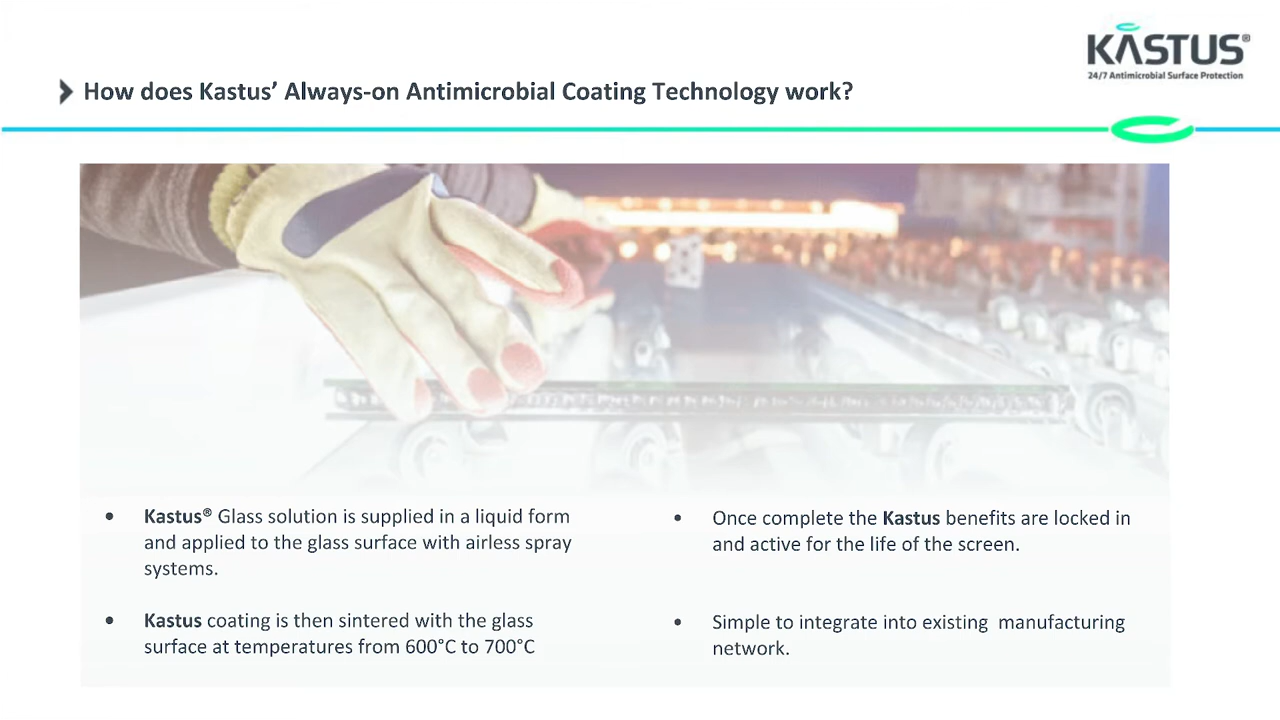 KASTUS®
24/7 Antimicrobial Surface Protection
How does Kastus’ Always-on Antimicrobial Coating Technology work?
• Kastus® Glass solution is supplied in a liquid form
and applied to the glass surface with airless spray
systems.
• Kastus coating is then sintered with the glass
surface at temperatures from 600°C to 700°C
• Once complete the Kastus benefits are locked in
and active for the life of the screen.
• Simple to integrate into existing  manufacturing
network.